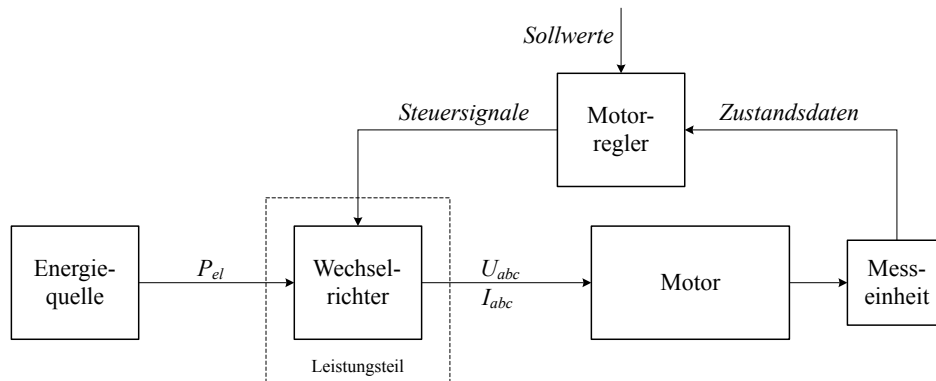 Sollwerte
Steuersignale
Motor-
regler
Zustandsdaten
Energie-
quelle
P_el
Wechsel-
richter
U_abc
I_abc
Motor
Mess-
einheit
Leistungsteil